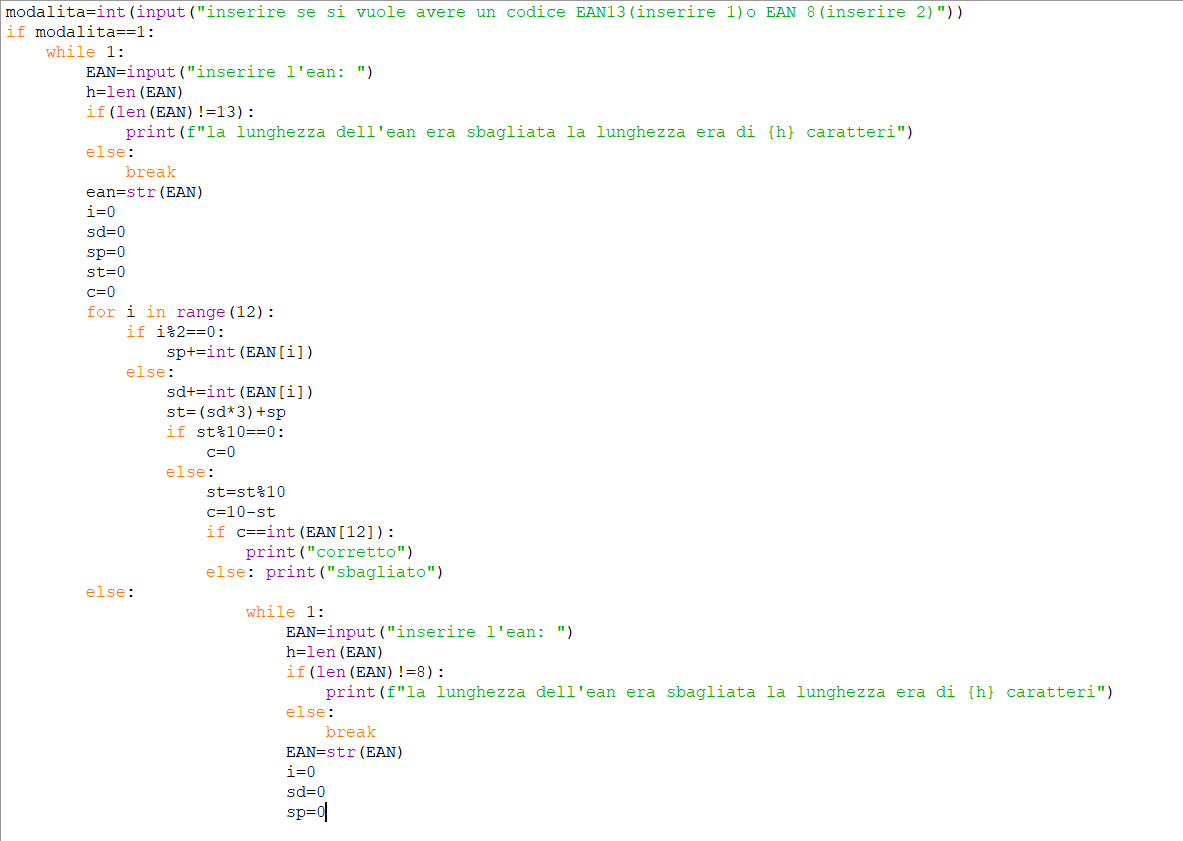 modalita=int(input("inserire se si vuole avere un codice EAN13(inserire 1)o EAN 8(inserire 2)"))
if modalita==1:
    while 1:
        EAN=input("inserire l'ean: ")
        h=len(EAN)
        if(len(EAN)!=13):
            print(f"la lunghezza dell'ean era sbagliata la lunghezza era di {h} caratteri")
        else:
            break
        ean=str(EAN)
        i=0
        sd=0
        sp=0
        st=0
        c=0
        for i in range(12):
            if i%2==0:
                sp+=int(EAN[i])
            else:
                sd+=int(EAN[i])
                st=(sd*3)+sp
                if st%10==0:
                    c=0
                else:
                    st=st%10
                    c=10-st
                    if c==int(EAN[12]):
                        print("corretto")
                    else: print("sbagliato")
        else:
                        while 1:
                            EAN=input("inserire l'ean: ")
                            h=len(EAN)
                            if(len(EAN)!=8):
                                print(f"la lunghezza dell'ean era sbagliata la lunghezza era di {h} caratteri")
                            else:
                                break
                            EAN=str(EAN)
                            i=0
                            sd=0
                            sp=0